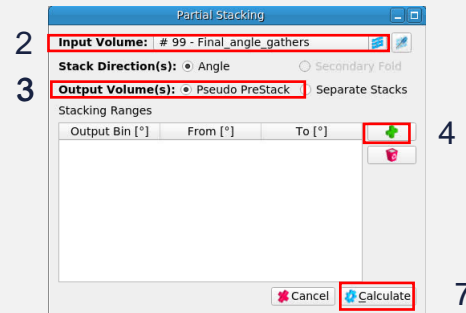 Partial Stacking
2 Input Volume: # 99 - Final_angle_gathers
Stack Direction(s): Angle Secondary Fold
3 Output Volume(s): Pseudo PreStack Separate Stacks
Stacking Ranges
Output Bin [°] From [°] To [°] 4
Cancel Calculate 7